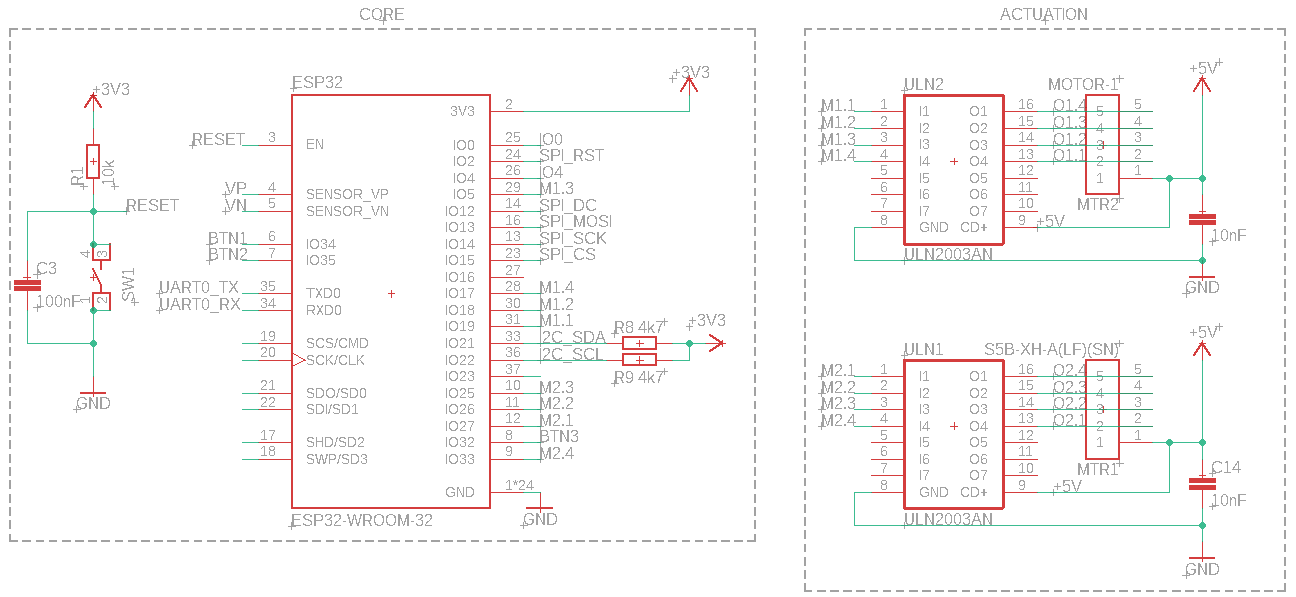 CORE
+3V3
R1
10k
RESET
C3
100nF
4
3
SW1
1
2
GND
ESP32
RESET 3 EN
VP 4 SENSOR_VP
VN 5 SENSOR_VN
BTN1 6 IO34
BTN2 7 IO35
UART0_TX 35 TXD0
UART0_RX 34 RXD0
19 SCS/CMD
20 SCK/CLK
21 SDO/SD0
22 SDI/SD1
17 SHD/SD2
18 SWP/SD3
3V3 2
+3V3
IO0 25 IO0
IO2 24 SPI_RST
IO4 26 IO4
IO5 29 M1.3
IO12 14 SPI_DC
IO13 16 SPI_MOSI
IO14 13 SPI_SCK
IO15 23 SPI_CS
IO16 27
IO17 28 M1.4
IO18 30 M1.2
IO19 31 M1.1
IO21 33 I2C_SDA
IO22 36 I2C_SCL
IO23 37
IO25 10 M2.3
IO26 11 M2.2
IO27 12 M2.1
IO32 8 BTN3
IO33 9 M2.4
GND 1*24
GND
ESP32-WROOM-32
R8 4k7
R9 4k7
+3V3
ACTUATION
ULN2
M1.1 1 I1 O1 16 O1.4
M1.2 2 I2 O2 15 O1.3
M1.3 3 I3 O3 14 O1.2
M1.4 4 I4 O4 13 O1.1
5 I5 O5 12
6 I6 O6 11
7 I7 O7 10
8 GND CD+ 9 +5V
ULN2003AN
MOTOR-1
5 5
4 4
3 3
2 2
1 1
MTR2
+5V
10nF
GND
ULN1
M2.1 1 I1 O1 16 O2.4
M2.2 2 I2 O2 15 O2.3
M2.3 3 I3 O3 14 O2.2
M2.4 4 I4 O4 13 O2.1
5 I5 O5 12
6 I6 O6 11
7 I7 O7 10
8 GND CD+ 9 +5V
ULN2003AN
S5B-XH-A(LF)(SN)
5 5
4 4
3 3
2 2
1 1
MTR1
+5V
C14
10nF
GND